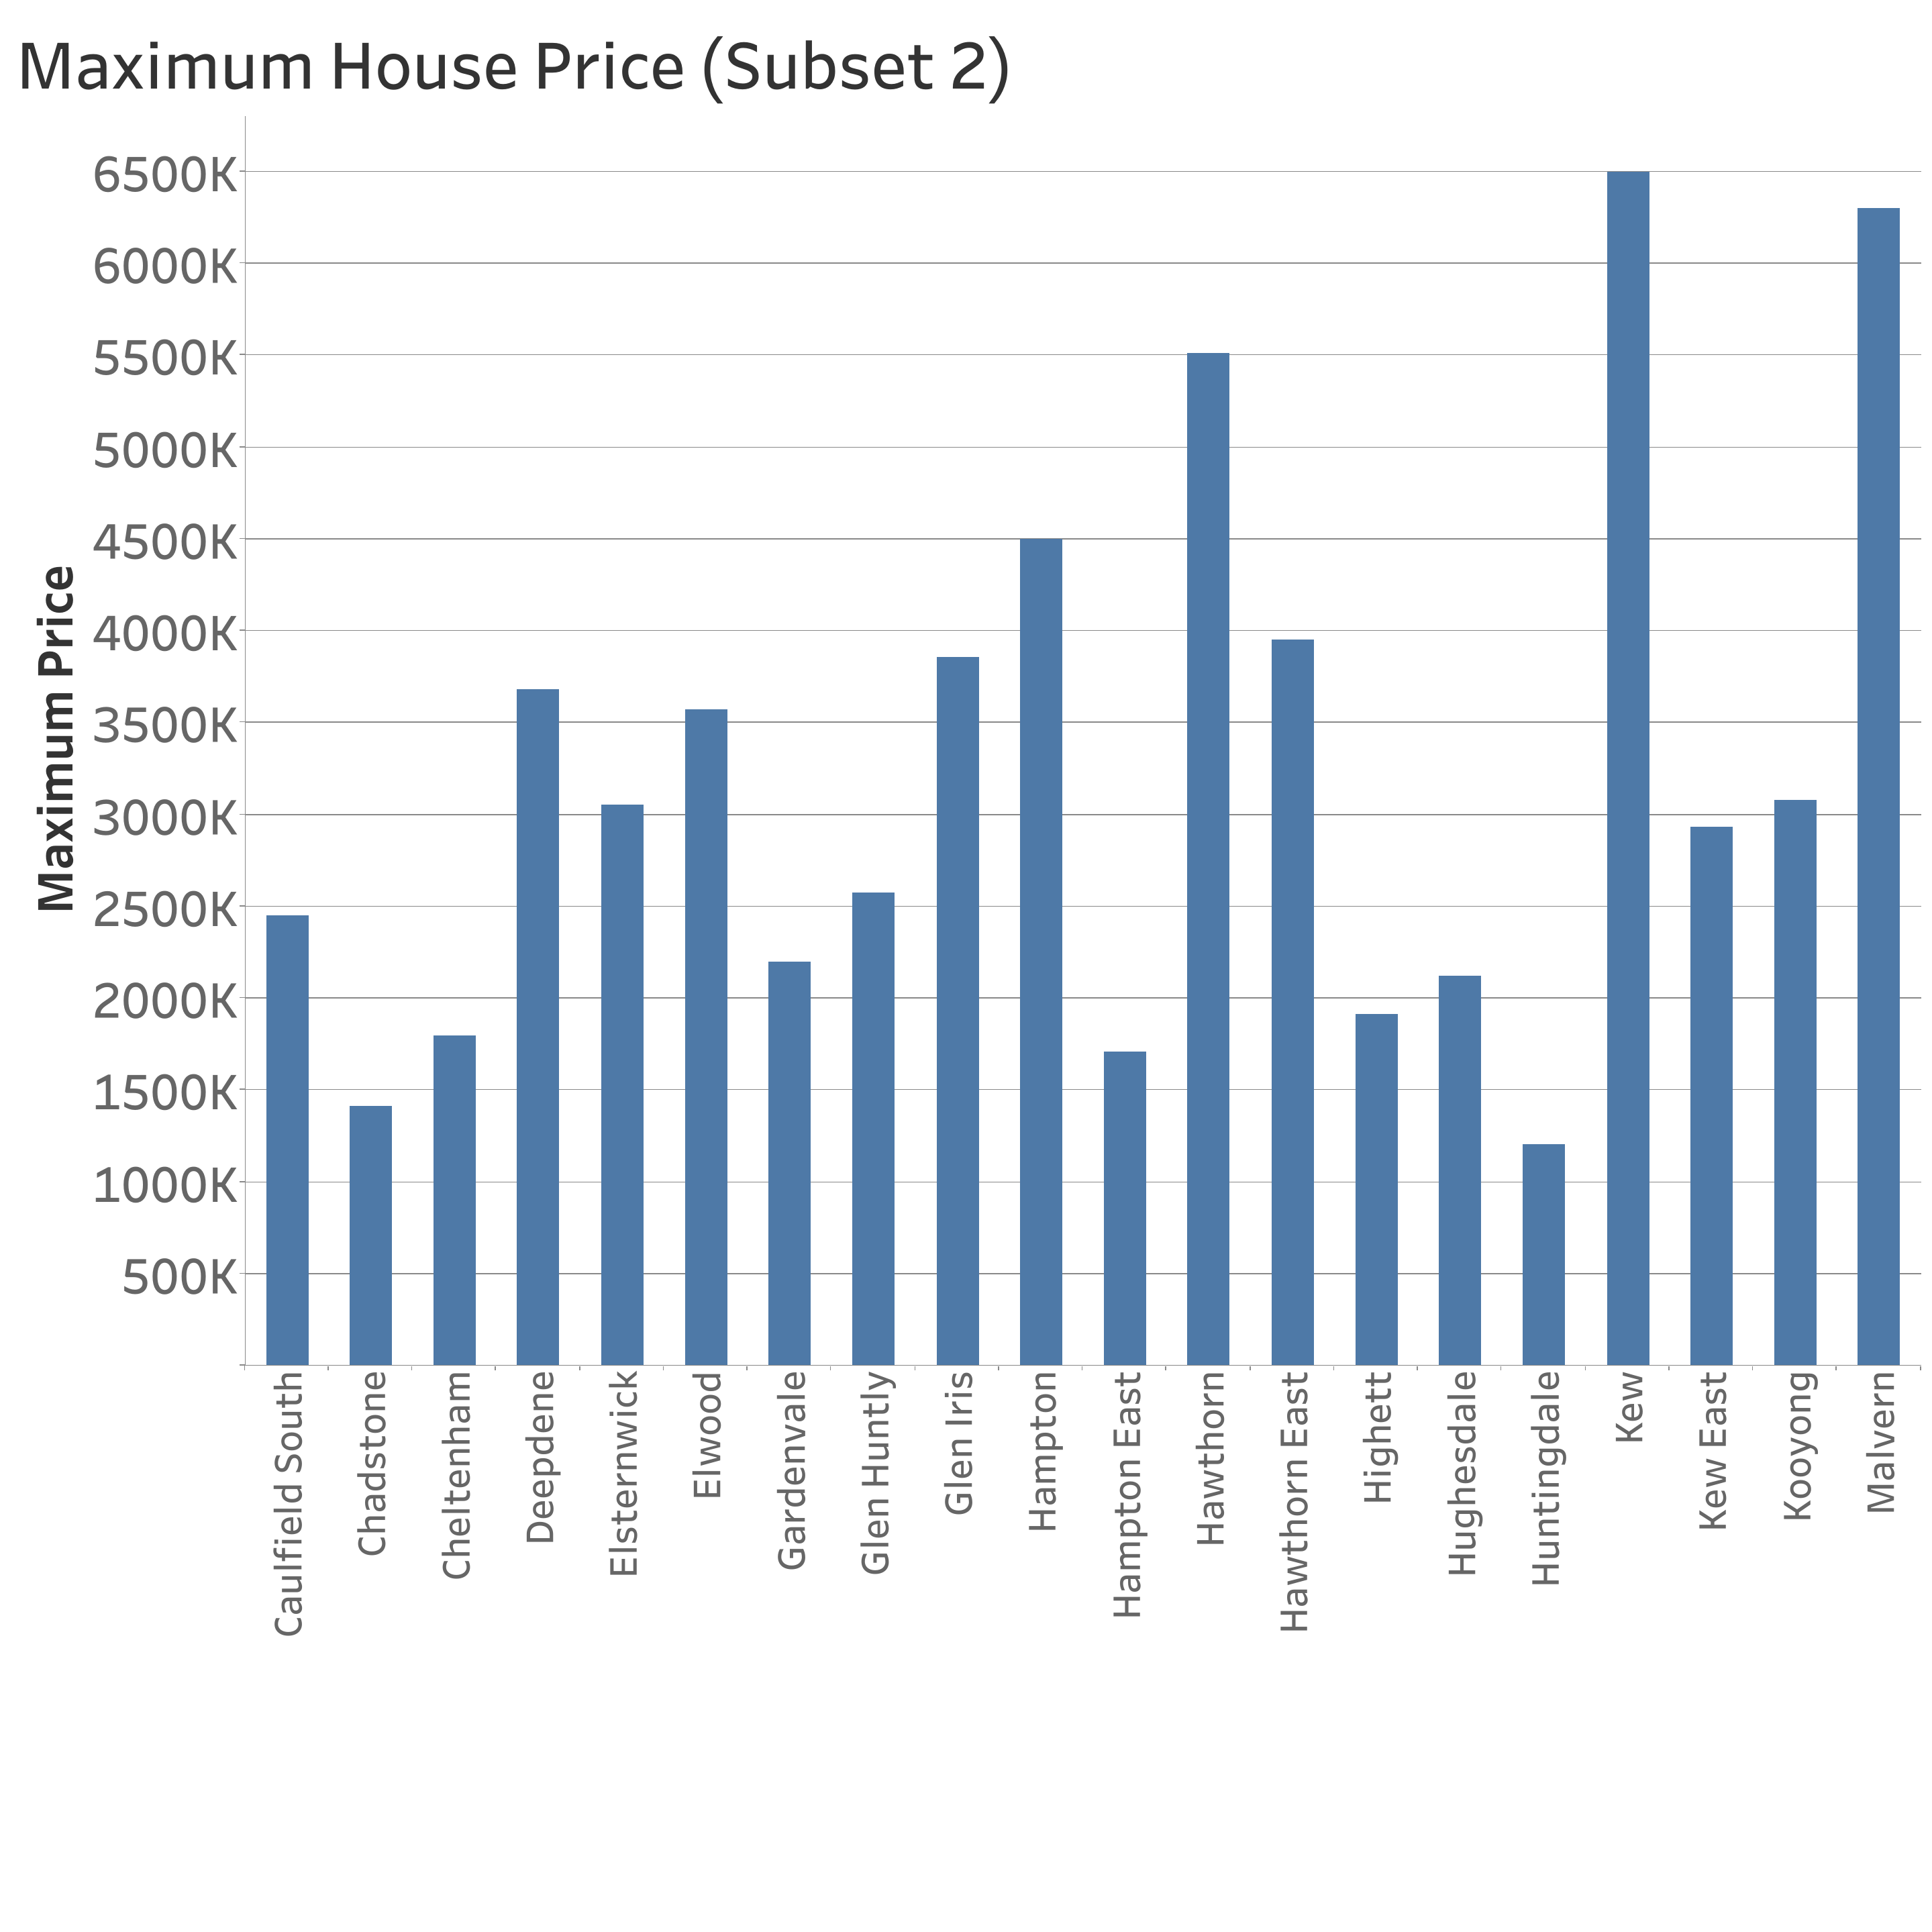 Maximum House Price (Subset 2)
Maximum Price
6500K
6000K
5500K
5000K
4500K
4000K
3500K
3000K
2500K
2000K
1500K
1000K
500K
Caulfield South
Chadstone
Cheltenham
Deepdene
Elsternwick
Elwood
Gardenvale
Glen Huntly
Glen Iris
Hampton
Hampton East
Hawthorn
Hawthorn East
Highett
Hughesdale
Huntingdale
Kew
Kew East
Kooyong
Malvern